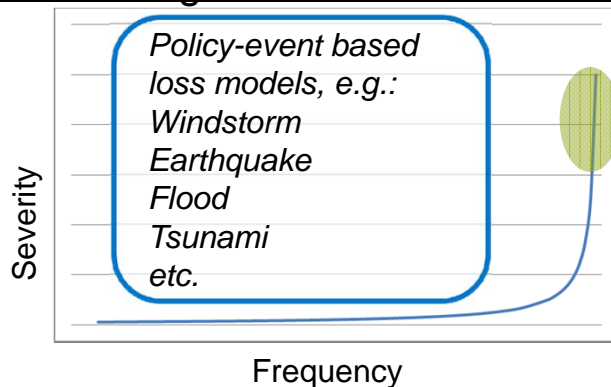 Policy-event based
loss models, e.g.:
Windstorm
Earthquake
Flood
Tsunami
etc.
Severity
Frequency